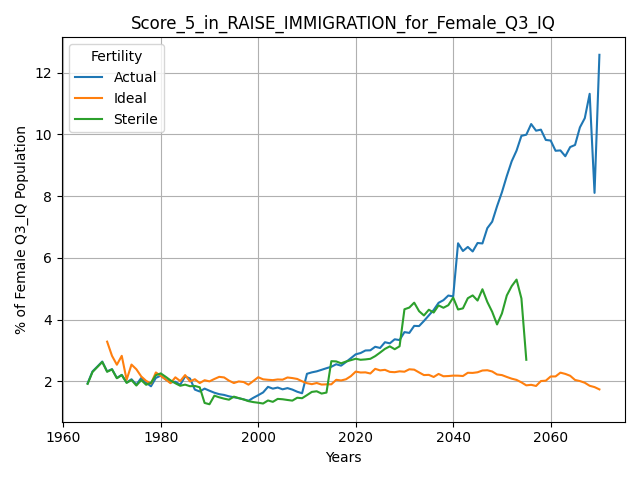 Score_5_in_RAISE_IMMIGRATION_for_Female_Q3_IQ
Fertility
Actual
Ideal
Sterile
% of Female Q3_IQ Population
12
10
8
6
4
2
1960
1980
2000
2020
2040
2060
Years